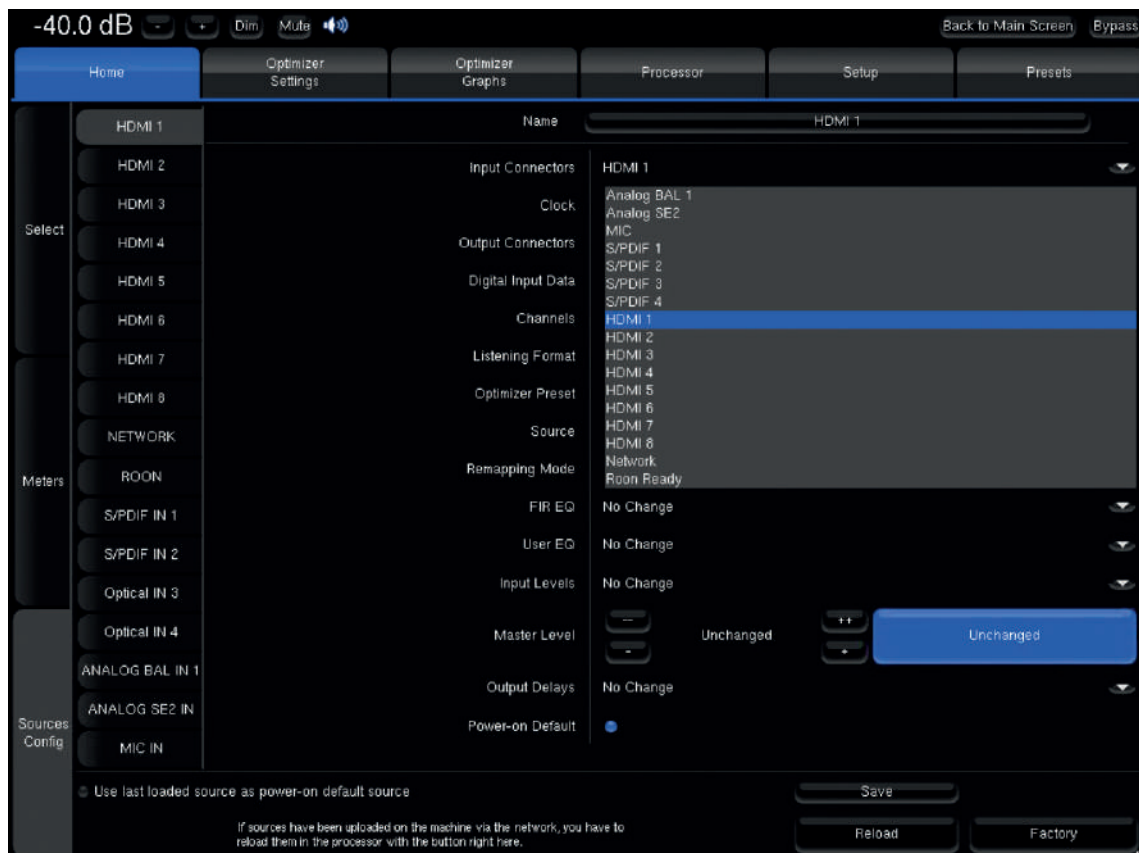 -40.0 dB - + Dim Mute Back to Main Screen Bypass
Home Optimizer Settings Optimizer Graphs Processor Setup Presets
Select
Meters
Sources Config
HDMI 1
HDMI 2
HDMI 3
HDMI 4
HDMI 5
HDMI 6
HDMI 7
HDMI 8
NETWORK
ROON
S/PDIF IN 1
S/PDIF IN 2
Optical IN 3
Optical IN 4
ANALOG BAL IN 1
ANALOG SE2 IN
MIC IN
Name HDMI 1
Input Connectors HDMI 1
Clock
Output Connectors
Digital Input Data
Channels
Listening Format
Optimizer Preset
Source
Remapping Mode
Analog BAL 1
Analog SE2
MIC
S/PDIF 1
S/PDIF 2
S/PDIF 3
S/PDIF 4
HDMI 1
HDMI 2
HDMI 3
HDMI 4
HDMI 5
HDMI 6
HDMI 7
HDMI 8
Network
Roon Ready
FIR EQ No Change
User EQ No Change
Input Levels No Change
Master Level -- - Unchanged ++ + Unchanged
Output Delays No Change
Power-on Default
Use last loaded source as power-on default source
Save
If sources have been uploaded on the machine via the network, you have to
reload them in the processor with the button right here.
Reload Factory